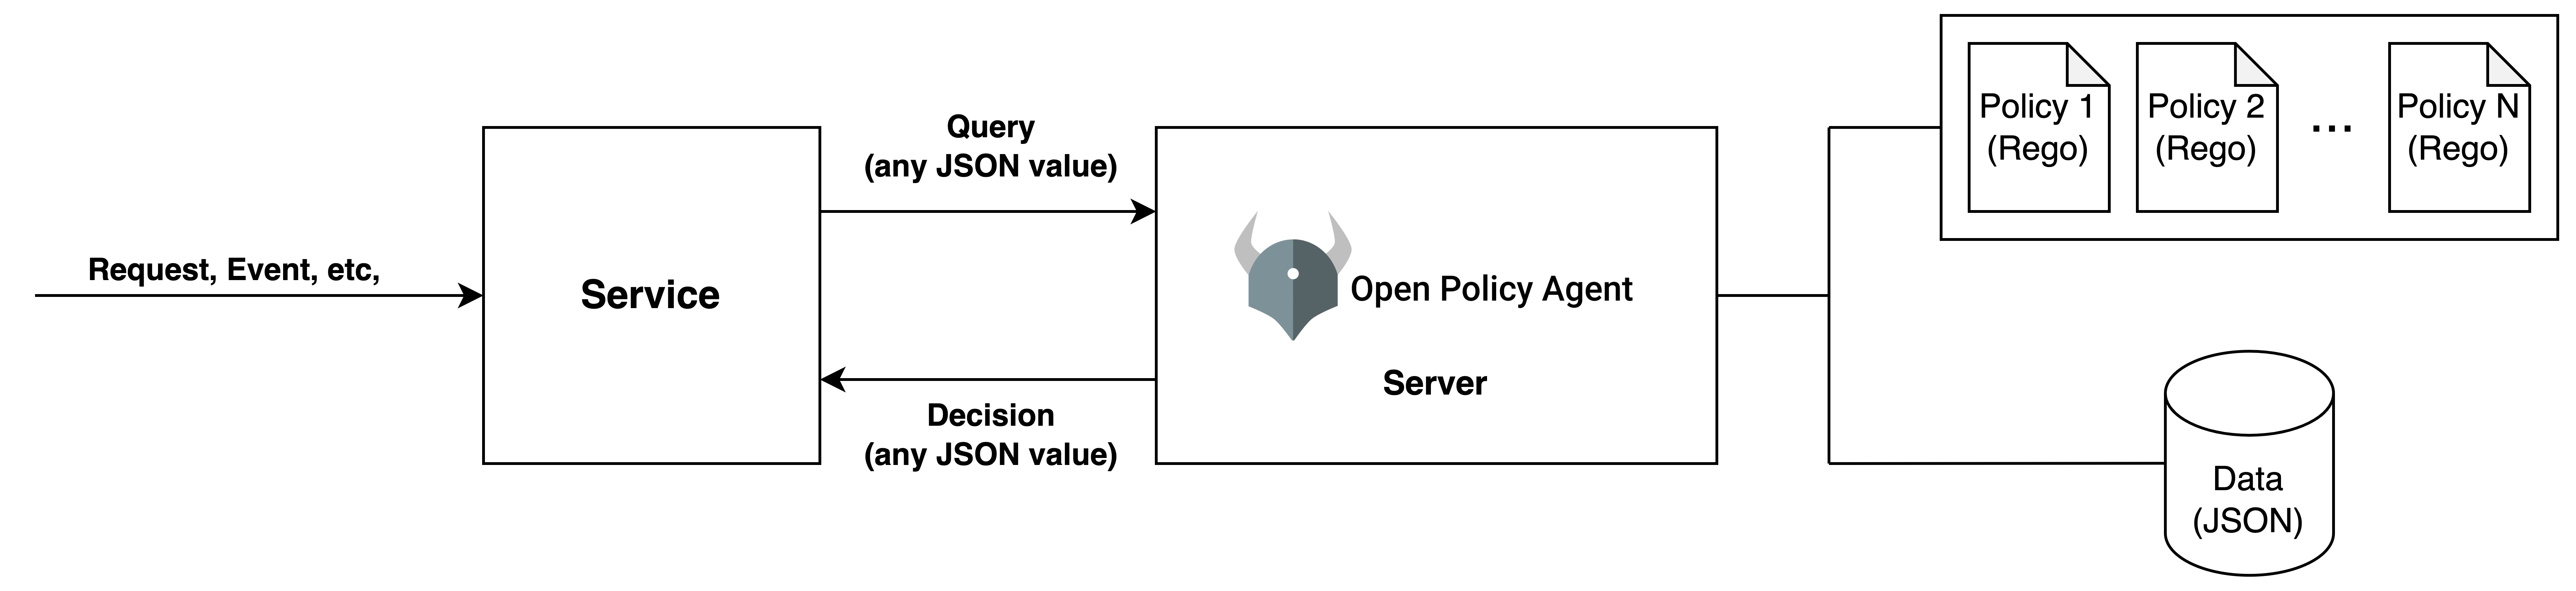 Request, Event, etc,
Service
Query
(any JSON value)
Decision
(any JSON value)
Open Policy Agent
Server
Policy 1
(Rego)
Policy 2
(Rego)
...
Policy N
(Rego)
Data
(JSON)